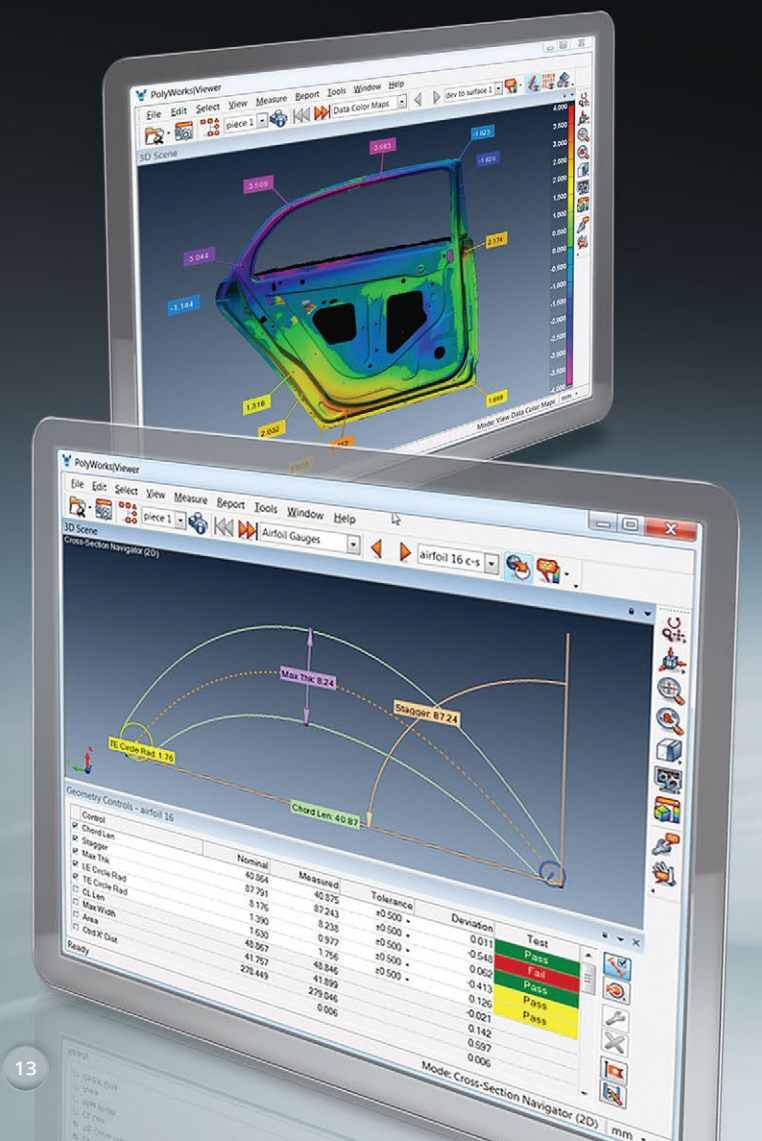 PolyWorks|Viewer
File Edit Select View Measure Report Tools Window Help
piece 1 Data Color Maps dev to surface 1
3D Scene
4.000
3.500
3.000
2.500
2.000
1.500
1.000
0.500
0.000
-0.500
-1.000
-1.500
-2.000
-2.500
-3.000
-3.500
-4.000
-3.685
-1.023
-3.509
2.174
-3.044
-1.144
1.316
2.032
1.699
Mode: View Data Color Maps mm
PolyWorks|Viewer
File Edit Select View Measure Report Tools Window Help
piece 1 Airfoil Gauges airfoil 16 c-s
3D Scene
Cross-Section Navigator (2D)
Max Thk: 8.24
Stagger: 87.24
TE Circle Rad: 1.76
Chord Len: 40.87
Geometry Controls - airfoil 16
Control Nominal Measured Tolerance Deviation Test
Chord Len 40.864 40.875 ±0.500 0.011 Pass
Stagger 87.791 87.243 ±0.500 -0.548 Fail
Max Thk 8.176 8.238 ±0.500 0.062 Pass
LE Circle Rad 1.390 0.977 ±0.500 -0.413 Pass
TE Circle Rad 1.630 1.756 ±0.500 0.126 Pass
CL Len 48.867 48.846 -0.021
Max Width 41.757 41.899 0.142
Area 278.449 279.046 0.597
Ctrd X' Dist 0.006 0.006
Ready
Mode: Cross-Section Navigator (2D) mm
13